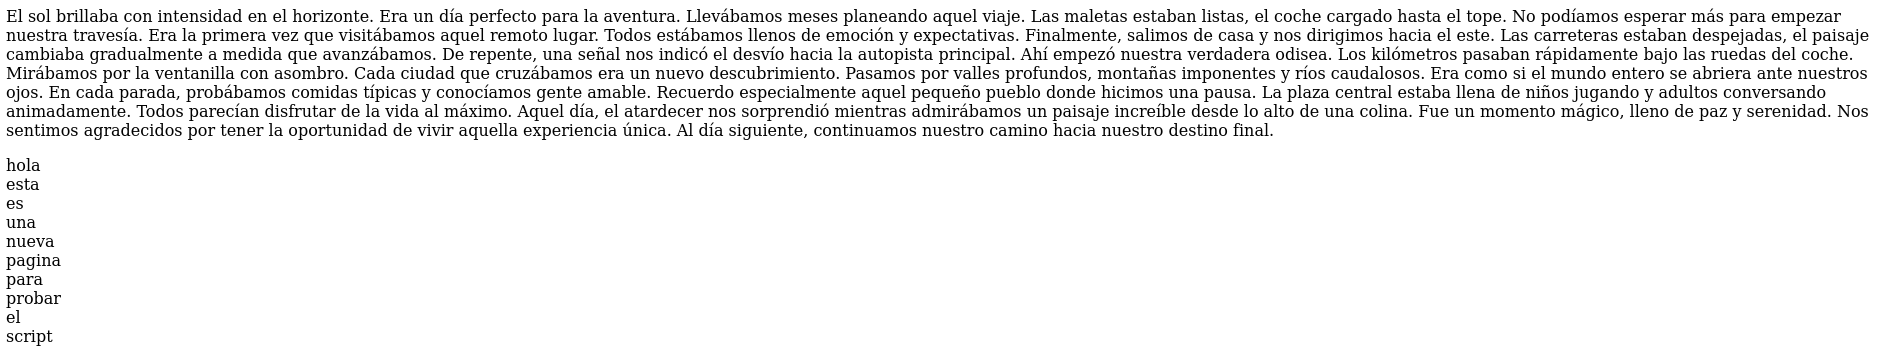 El sol brillaba con intensidad en el horizonte. Era un día perfecto para la aventura. Llevábamos meses planeando aquel viaje. Las maletas estaban listas, el coche cargado hasta el tope. No podíamos esperar más para empezar
nuestra travesía. Era la primera vez que visitábamos aquel remoto lugar. Todos estábamos llenos de emoción y expectativas. Finalmente, salimos de casa y nos dirigimos hacia el este. Las carreteras estaban despejadas, el paisaje
cambiaba gradualmente a medida que avanzábamos. De repente, una señal nos indicó el desvío hacia la autopista principal. Ahí empezó nuestra verdadera odisea. Los kilómetros pasaban rápidamente bajo las ruedas del coche.
Mirábamos por la ventanilla con asombro. Cada ciudad que cruzábamos era un nuevo descubrimiento. Pasamos por valles profundos, montañas imponentes y ríos caudalosos. Era como si el mundo entero se abriera ante nuestros
ojos. En cada parada, probábamos comidas típicas y conocíamos gente amable. Recuerdo especialmente aquel pequeño pueblo donde hicimos una pausa. La plaza central estaba llena de niños jugando y adultos conversando
animadamente. Todos parecían disfrutar de la vida al máximo. Aquel día, el atardecer nos sorprendió mientras admirábamos un paisaje increíble desde lo alto de una colina. Fue un momento mágico, lleno de paz y serenidad. Nos
sentimos agradecidos por tener la oportunidad de vivir aquella experiencia única. Al día siguiente, continuamos nuestro camino hacia nuestro destino final.
hola
esta
es
una
nueva
pagina
para
probar
el
script